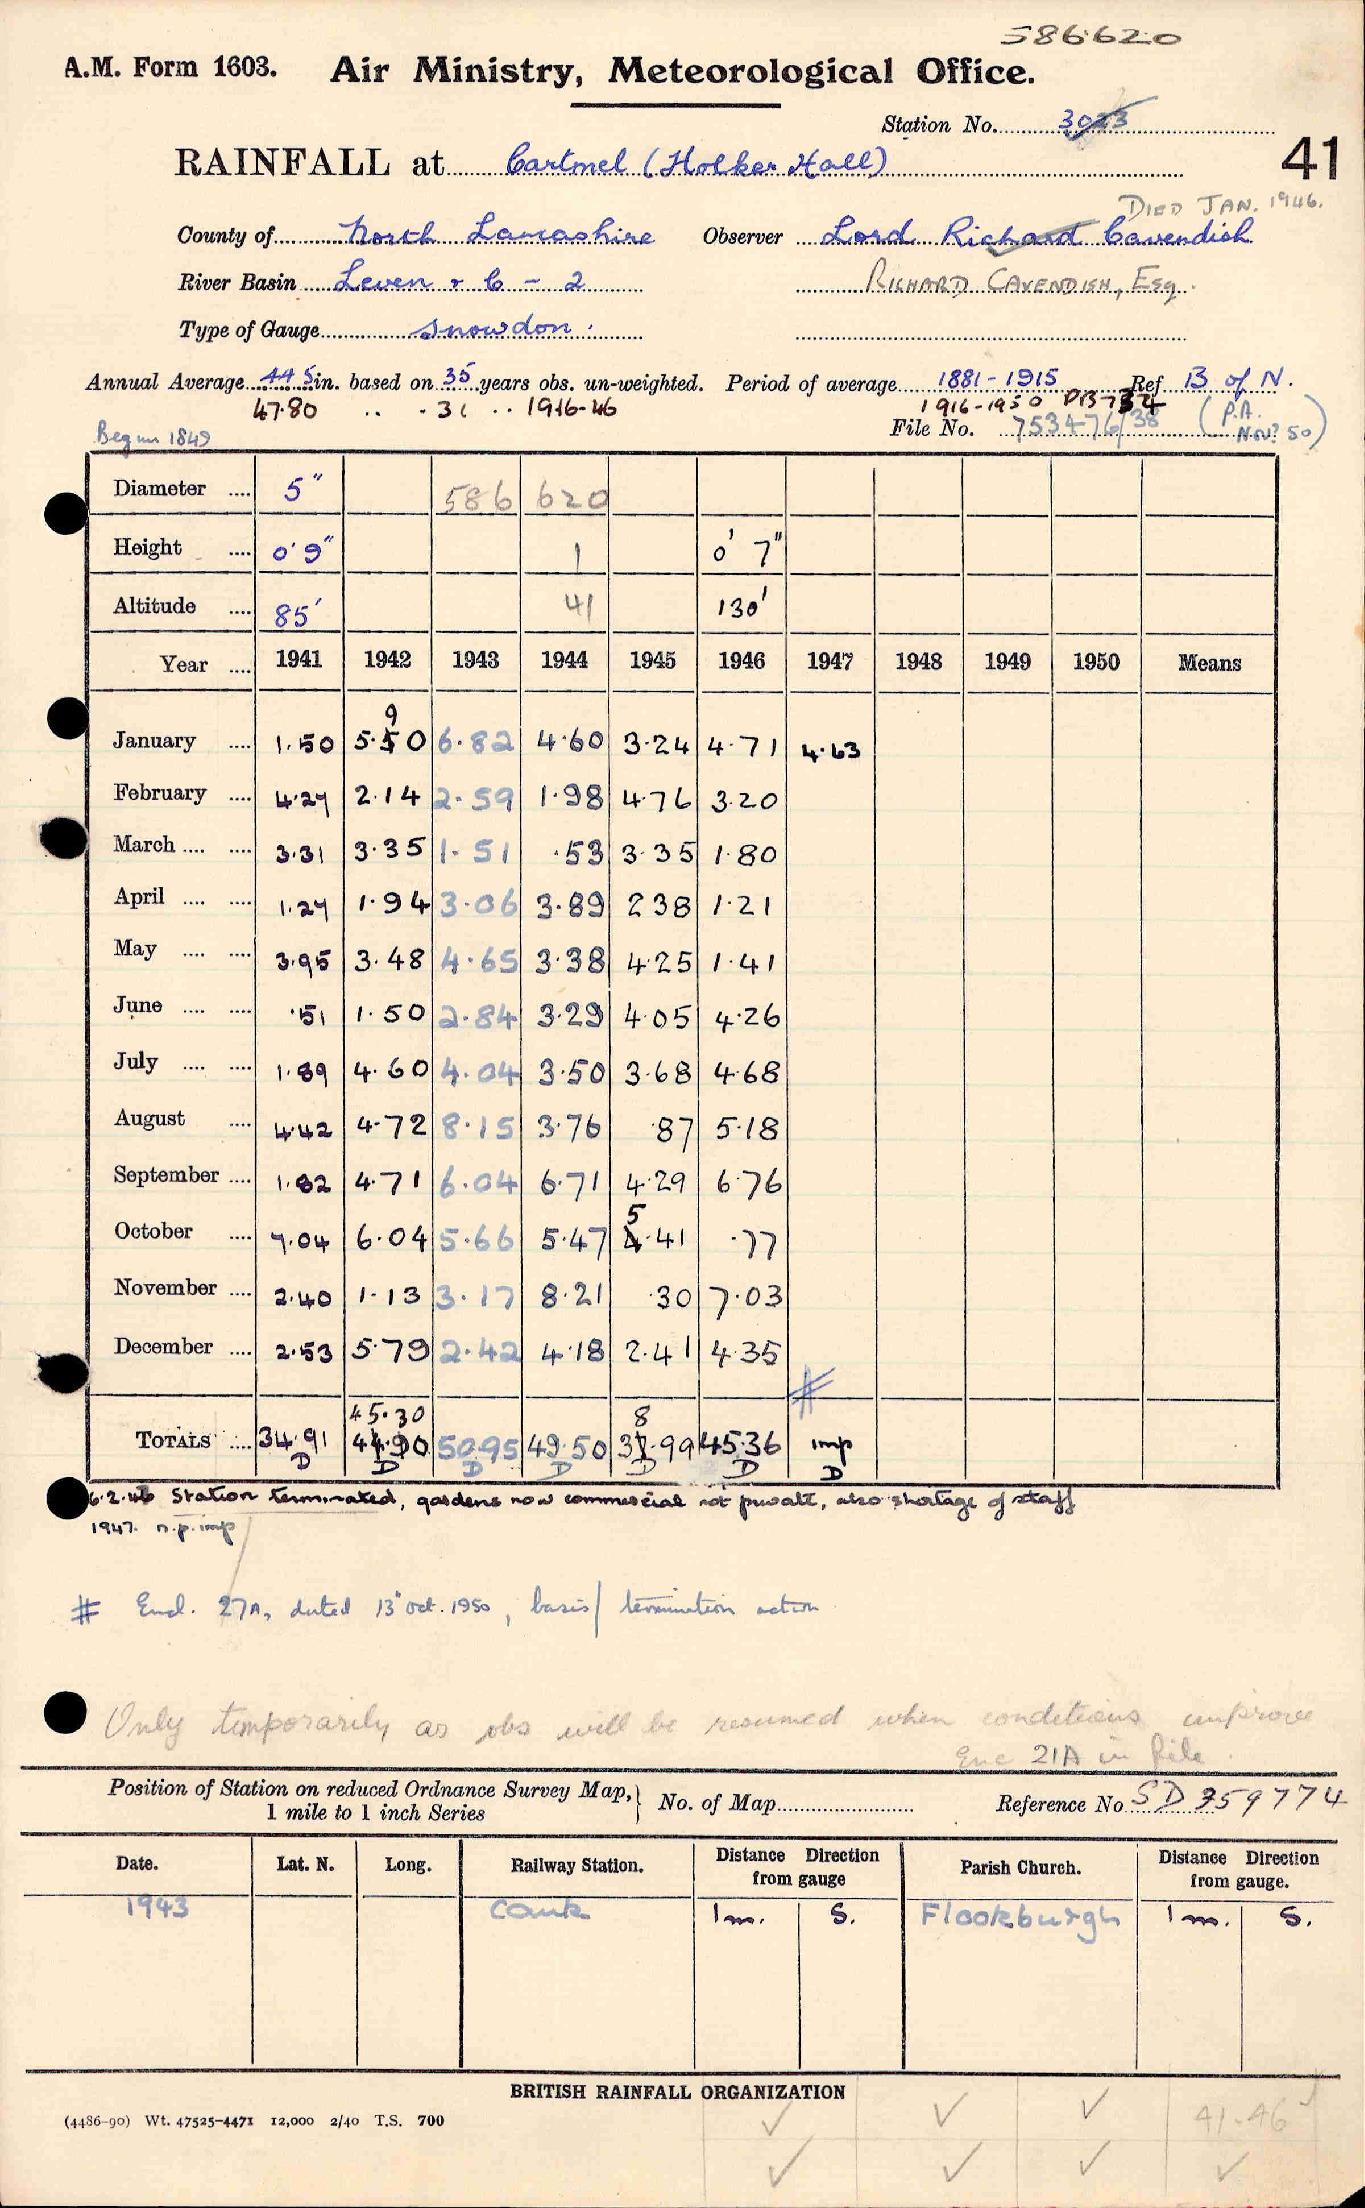 586620
A.M. Form 1603. Air Ministry, Meteorological Office.
Station No. 3023
41
RAINFALL at Cartmel (Holker Hall)
DIED JAN. 1946.
County of North Lancashire Observer Lord Richard Cavendish
River Basin Leven & C - 2 RICHARD CAVENDISH, Esq.
Type of Gauge Snowdon.
Annual Average 44.5 in. based on 35 years obs. un-weighted. Period of average 1881-1915 Ref B of N.
47.80 .. . 31 .. 1916-46 1916-1950
File No. 753476/38 (P.A. Nov? 50)
Began 1849
Diameter .... 5" 586 620
Height .... 0' 9" 1 0' 7"
Altitude .... 85' 41 130'
Year .... 1941 1942 1943 1944 1945 1946 1947 1948 1949 1950 Means
9
January .... 1.50 5.50 6.82 4.60 3.24 4.71 4.63
February .... 4.27 2.14 2.59 1.98 4.76 3.20
March .... .... 3.31 3.35 1.51 .53 3.35 1.80
April .... .... 1.27 1.94 3.06 3.89 2 38 1.21
May .... .... 3.95 3.48 4.65 3.38 4.25 1.41
June .... .... .51 1.50 2.84 3.29 4.05 4.26
July .... .... 1.89 4.60 4.04 3.50 3.68 4.68
August .... 4.42 4.72 8.15 3.76 .87 5.18
September .... 1.82 4.71 6.04 6.71 4.29 6.76
5
October .... 7.04 6.04 5.66 5.47 4.41 .77
November .... 2.40 1.13 3.17 8.21 .30 7.03
December .... 2.53 5.79 2.42 4.18 2.41 4.35
#
45.30 8
TOTALS .... 34.91 44.90 50.95 49.50 37.99 45.36 imp
D D D D D D D
6.2.46 Station terminated, gardens now commercial not private, also shortage of staff
1947. n.p. imp
# Encl. 27A, dated 13 Oct. 1950, basis / termination action
Only temporarily as obs will be resumed when conditions improve
Enc 21A in file.
Position of Station on reduced Ordnance Survey Map, 1 mile to 1 inch Series } No. of Map Reference No SD 359774
Date. Lat. N. Long. Railway Station. Distance Direction from gauge Parish Church. Distance Direction from gauge.
1943 Cark 1m. S. Flookburgh 1m. S.
BRITISH RAINFALL ORGANIZATION
(4486-90) Wt. 47525-4471 12,000 2/40 T.S. 700
41-46